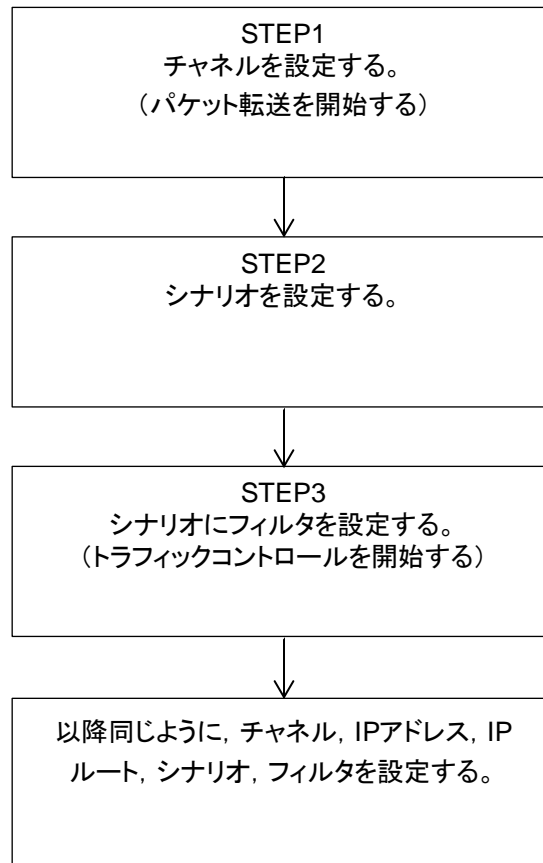 STEP1
チャネルを設定する。
（パケット転送を開始する）
STEP2
シナリオを設定する。
STEP3
シナリオにフィルタを設定する。
（トラフィックコントロールを開始する）
以降同じように, チャネル, IPアドレス, IP
ルート, シナリオ, フィルタを設定する。